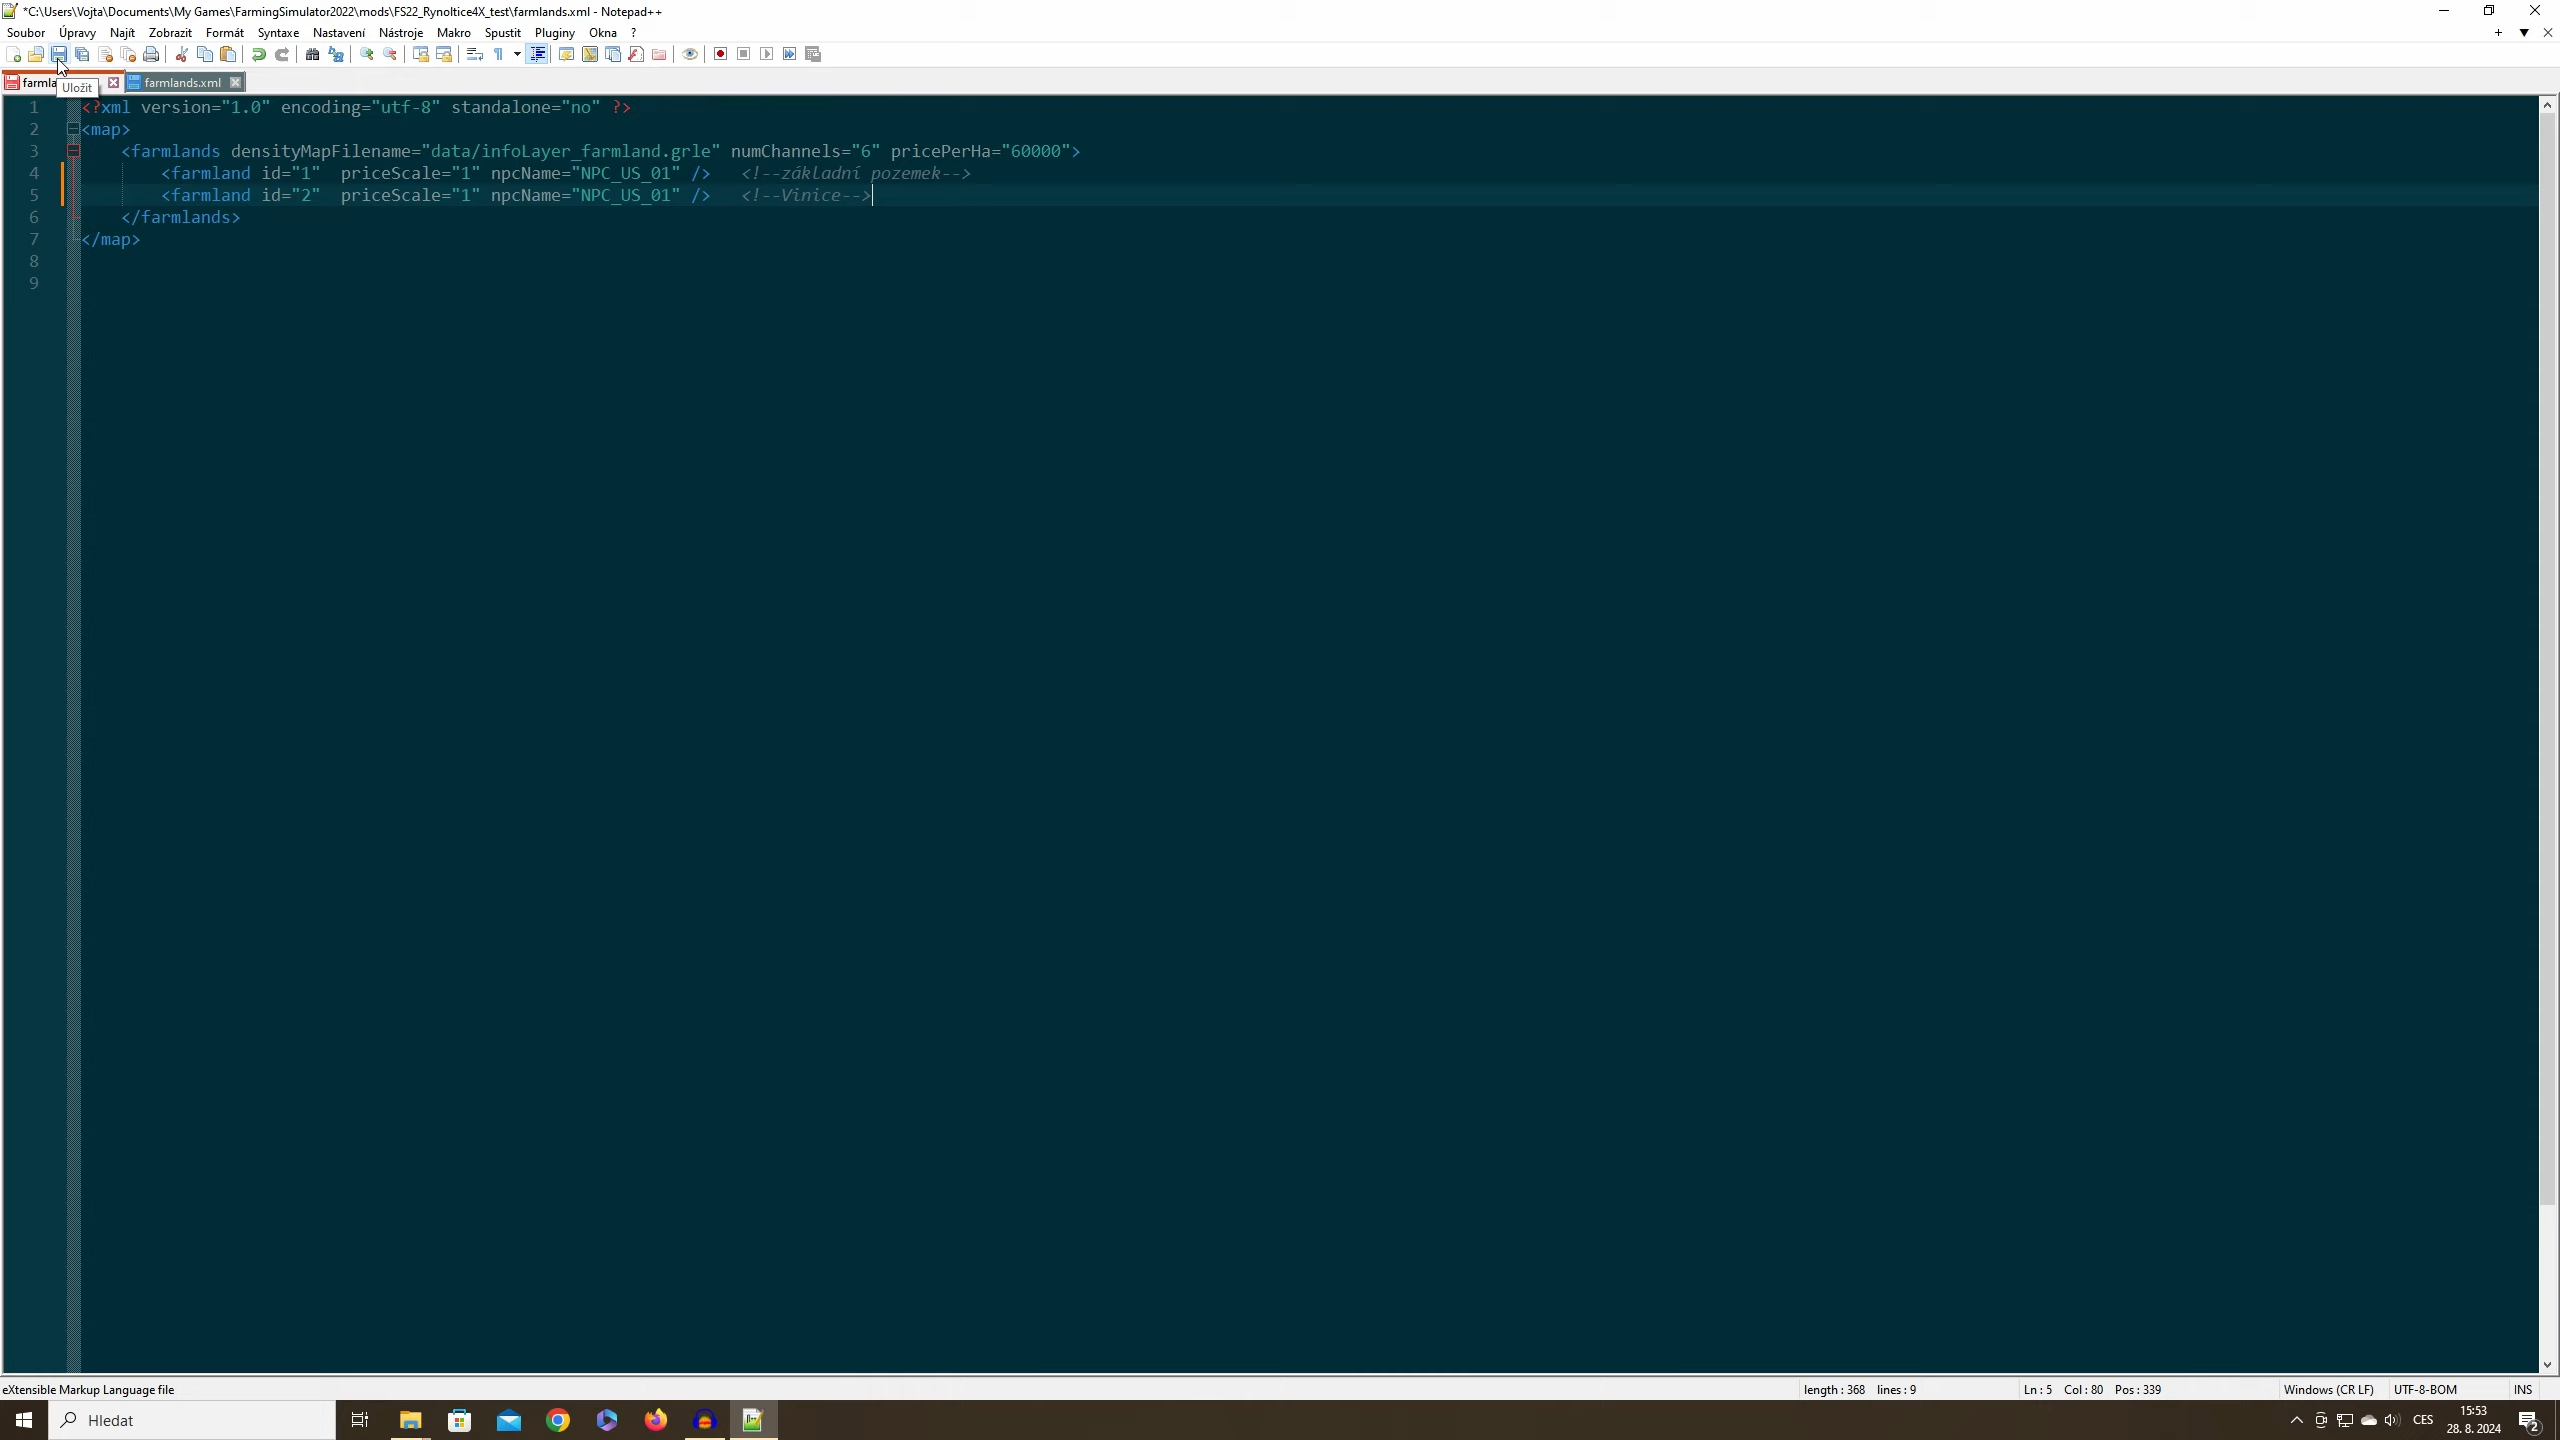 *C:\Users\Vojta\Documents\My Games\FarmingSimulator2022\mods\FS22_Rynoltice4X_test\farmlands.xml - Notepad++
Soubor Úpravy Najít Zobrazit Formát Syntaxe Nastavení Nástroje Makro Spustit Pluginy Okna ?
farmla farmlands.xml
Uložit
1 <?xml version="1.0" encoding="utf-8" standalone="no" ?>
2 <map>
3 <farmlands densityMapFilename="data/infoLayer_farmland.grle" numChannels="6" pricePerHa="60000">
4 <farmland id="1" priceScale="1" npcName="NPC_US_01" /> <!--základní pozemek-->
5 <farmland id="2" priceScale="1" npcName="NPC_US_01" /> <!--Vinice-->
6 </farmlands>
7 </map>
8
9
eXtensible Markup Language file length : 368 lines : 9 Ln : 5 Col : 80 Pos : 339 Windows (CR LF) UTF-8-BOM INS
Hledat CES 15:53
28. 8. 2024 2